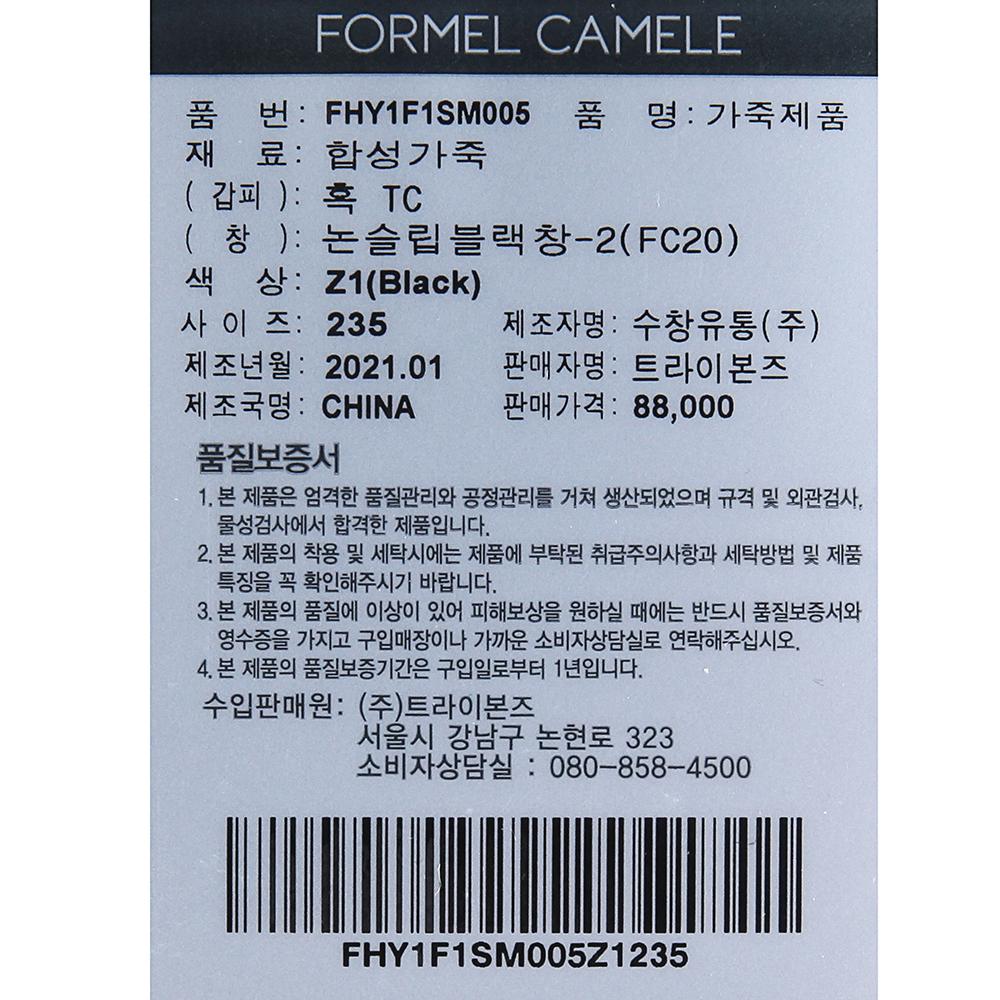 FORMEL CAMELE
품 번: FHY1F1SM005 품 명: 가죽제품
재 료: 합성가죽
( 갑피 ): 흑 TC
( 창 ): 논슬립블랙창-2(FC20)
색 상: Z1(Black)
사 이 즈: 235 제조자명: 수창유통(주)
제조년월: 2021.01 판매자명: 트라이본즈
제조국명: CHINA 판매가격: 88,000
품질보증서
1. 본 제품은 엄격한 품질관리와 공정관리를 거쳐 생산되었으며 규격 및 외관검사,
물성검사에서 합격한 제품입니다.
2. 본 제품의 착용 및 세탁시에는 제품에 부탁된 취급주의사항과 세탁방법 및 제품
특징을 꼭 확인해주시기 바랍니다.
3. 본 제품의 품질에 이상이 있어 피해보상을 원하실 때에는 반드시 품질보증서와
영수증을 가지고 구입매장이나 가까운 소비자상담실로 연락해주십시오.
4. 본 제품의 품질보증기간은 구입일로부터 1년입니다.
수입판매원: (주)트라이본즈
서울시 강남구 논현로 323
소비자상담실 : 080-858-4500
FHY1F1SM005Z1235